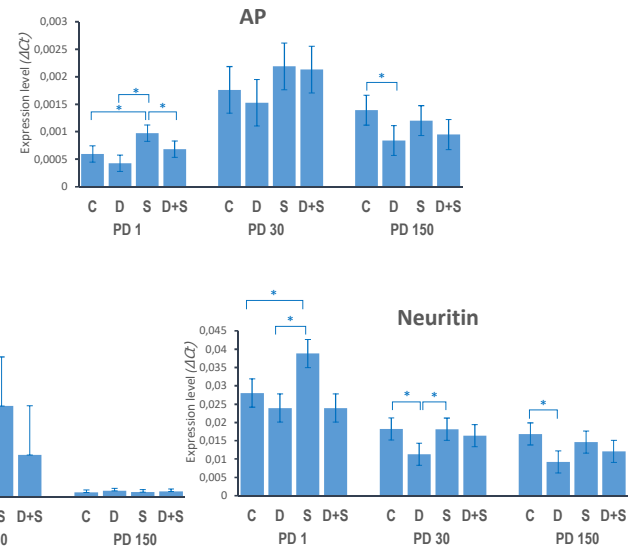 AP
Expression level (ΔCt)
0,003
0,0025
0,002
0,0015
0,001
0,0005
0
* * * *
C D S D+S C D S D+S C D S D+S
PD 1 PD 30 PD 150
Neuritin
Expression level (ΔCt)
0,045
0,04
0,035
0,03
0,025
0,02
0,015
0,01
0,005
0
* * * * *
S D+S C D S D+S
0 PD 150
C D S D+S C D S D+S C D S D+S
PD 1 PD 30 PD 150